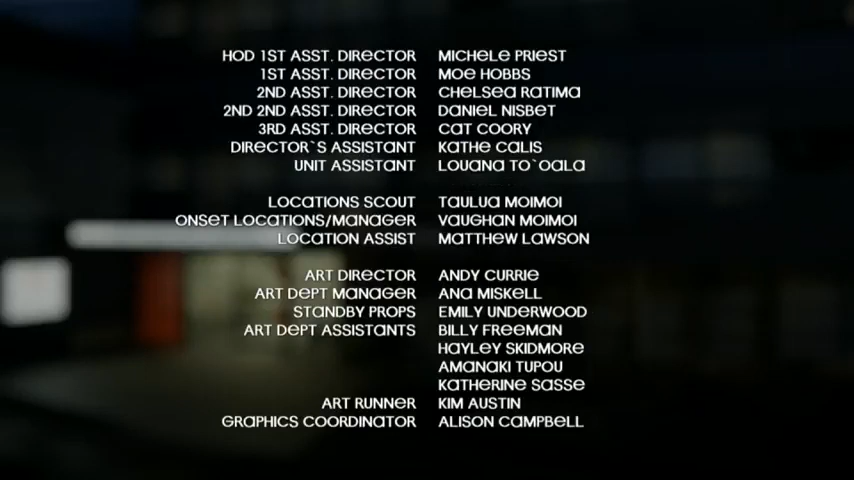 HOD 1ST ASST. DIRECTOR MICHELE PRIEST
1ST ASST. DIRECTOR MOE HOBBS
2ND ASST. DIRECTOR CHELSEA RATIMA
2ND 2ND ASST. DIRECTOR DANIEL NISBET
3RD ASST. DIRECTOR CAT COORY
DIRECTOR`S ASSISTANT KATHE CALIS
UNIT ASSISTANT LOUANA TO`OALA
LOCATIONS SCOUT TAULUA MOIMOI
ONSET LOCATIONS/MANAGER VAUGHAN MOIMOI
LOCATION ASSIST MATTHEW LAWSON
ART DIRECTOR ANDY CURRIE
ART DEPT MANAGER ANA MISKELL
STANDBY PROPS EMILY UNDERWOOD
ART DEPT ASSISTANTS BILLY FREEMAN
HAYLEY SKIDMORE
AMANAKI TUPOU
KATHERINE SASSE
ART RUNNER KIM AUSTIN
GRAPHICS COORDINATOR ALISON CAMPBELL